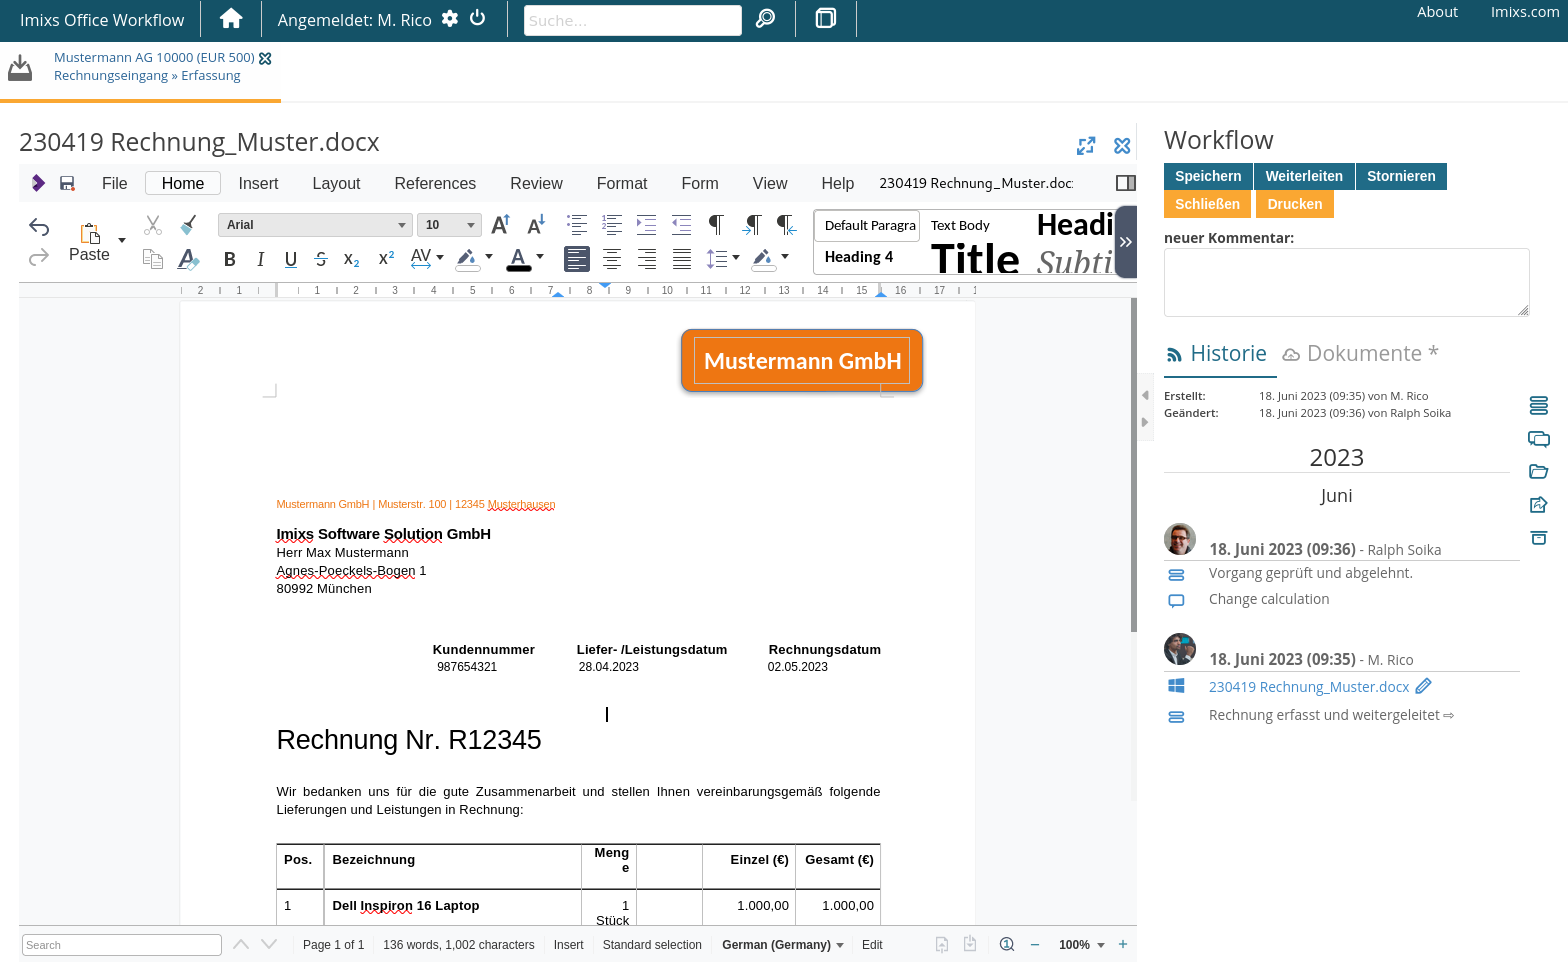 Imixs Office Workflow
Angemeldet: M. Rico
Suche...
About
Imixs.com
Mustermann AG 10000 (EUR 500)
Rechnungseingang » Erfassung
230419 Rechnung_Muster.docx
File Home Insert Layout References Review Format Form View Help 230419 Rechnung_Muster.doc
Paste
Arial
10
B I U S x₂ x² AV A
Default Paragra
Text Body
Headi
Heading 4
Title
Subti
2 1 1 2 3 4 5 6 7 8 9 10 11 12 13 14 15 16 17
Mustermann GmbH
Mustermann GmbH | Musterstr. 100 | 12345 Musterhausen
Imixs Software Solution GmbH
Herr Max Mustermann
Agnes-Poeckels-Bogen 1
80992 München
Kundennummer Liefer- /Leistungsdatum Rechnungsdatum
987654321 28.04.2023 02.05.2023
Rechnung Nr. R12345
Wir bedanken uns für die gute Zusammenarbeit und stellen Ihnen vereinbarungsgemäß folgende
Lieferungen und Leistungen in Rechnung:
Pos. Bezeichnung Meng
e Einzel (€) Gesamt (€)
1 Dell Inspiron 16 Laptop 1
Stück 1.000,00 1.000,00
Search
Page 1 of 1
136 words, 1,002 characters
Insert
Standard selection
German (Germany)
Edit
1
100%
Workflow
Speichern Weiterleiten Stornieren
Schließen Drucken
neuer Kommentar:
Historie Dokumente *
Erstellt: 18. Juni 2023 (09:35) von M. Rico
Geändert: 18. Juni 2023 (09:36) von Ralph Soika
2023
Juni
18. Juni 2023 (09:36) - Ralph Soika
Vorgang geprüft und abgelehnt.
Change calculation
18. Juni 2023 (09:35) - M. Rico
230419 Rechnung_Muster.docx
Rechnung erfasst und weitergeleitet ⇨